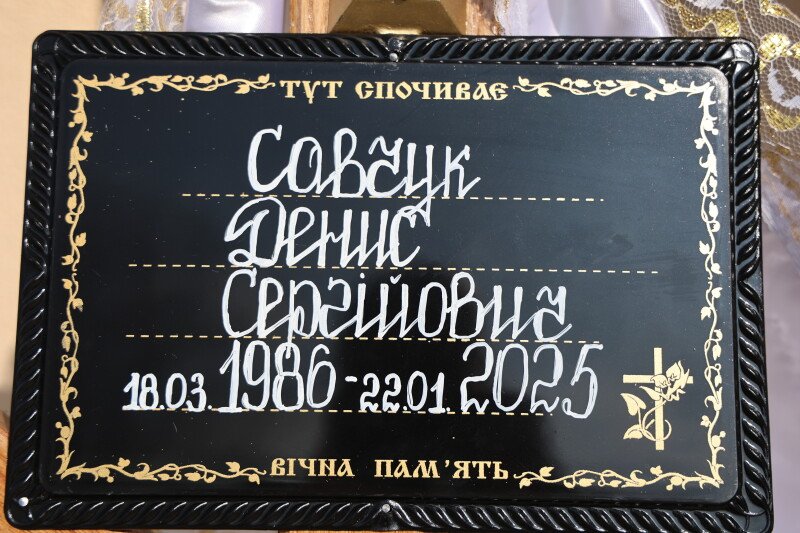 ТУТ СПОЧИВАЄ
Савчук
Денис
Сергійович
18.03.1986-22.01.2025
ВІЧНА ПАМ'ЯТЬ